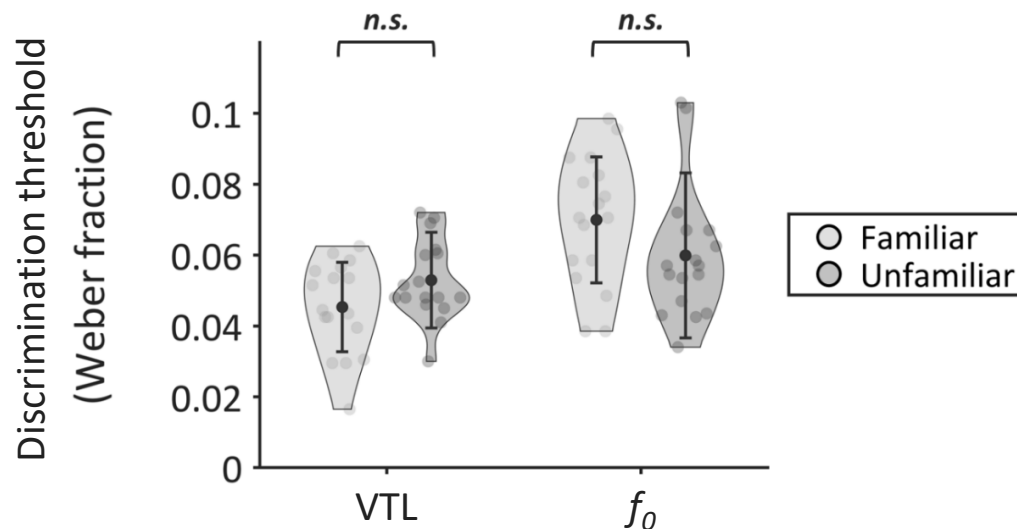 n.s.
n.s.
Discrimination threshold
(Weber fraction)
0.1
0.08
0.06
0.04
0.02
0
VTL
f₀
Familiar
Unfamiliar